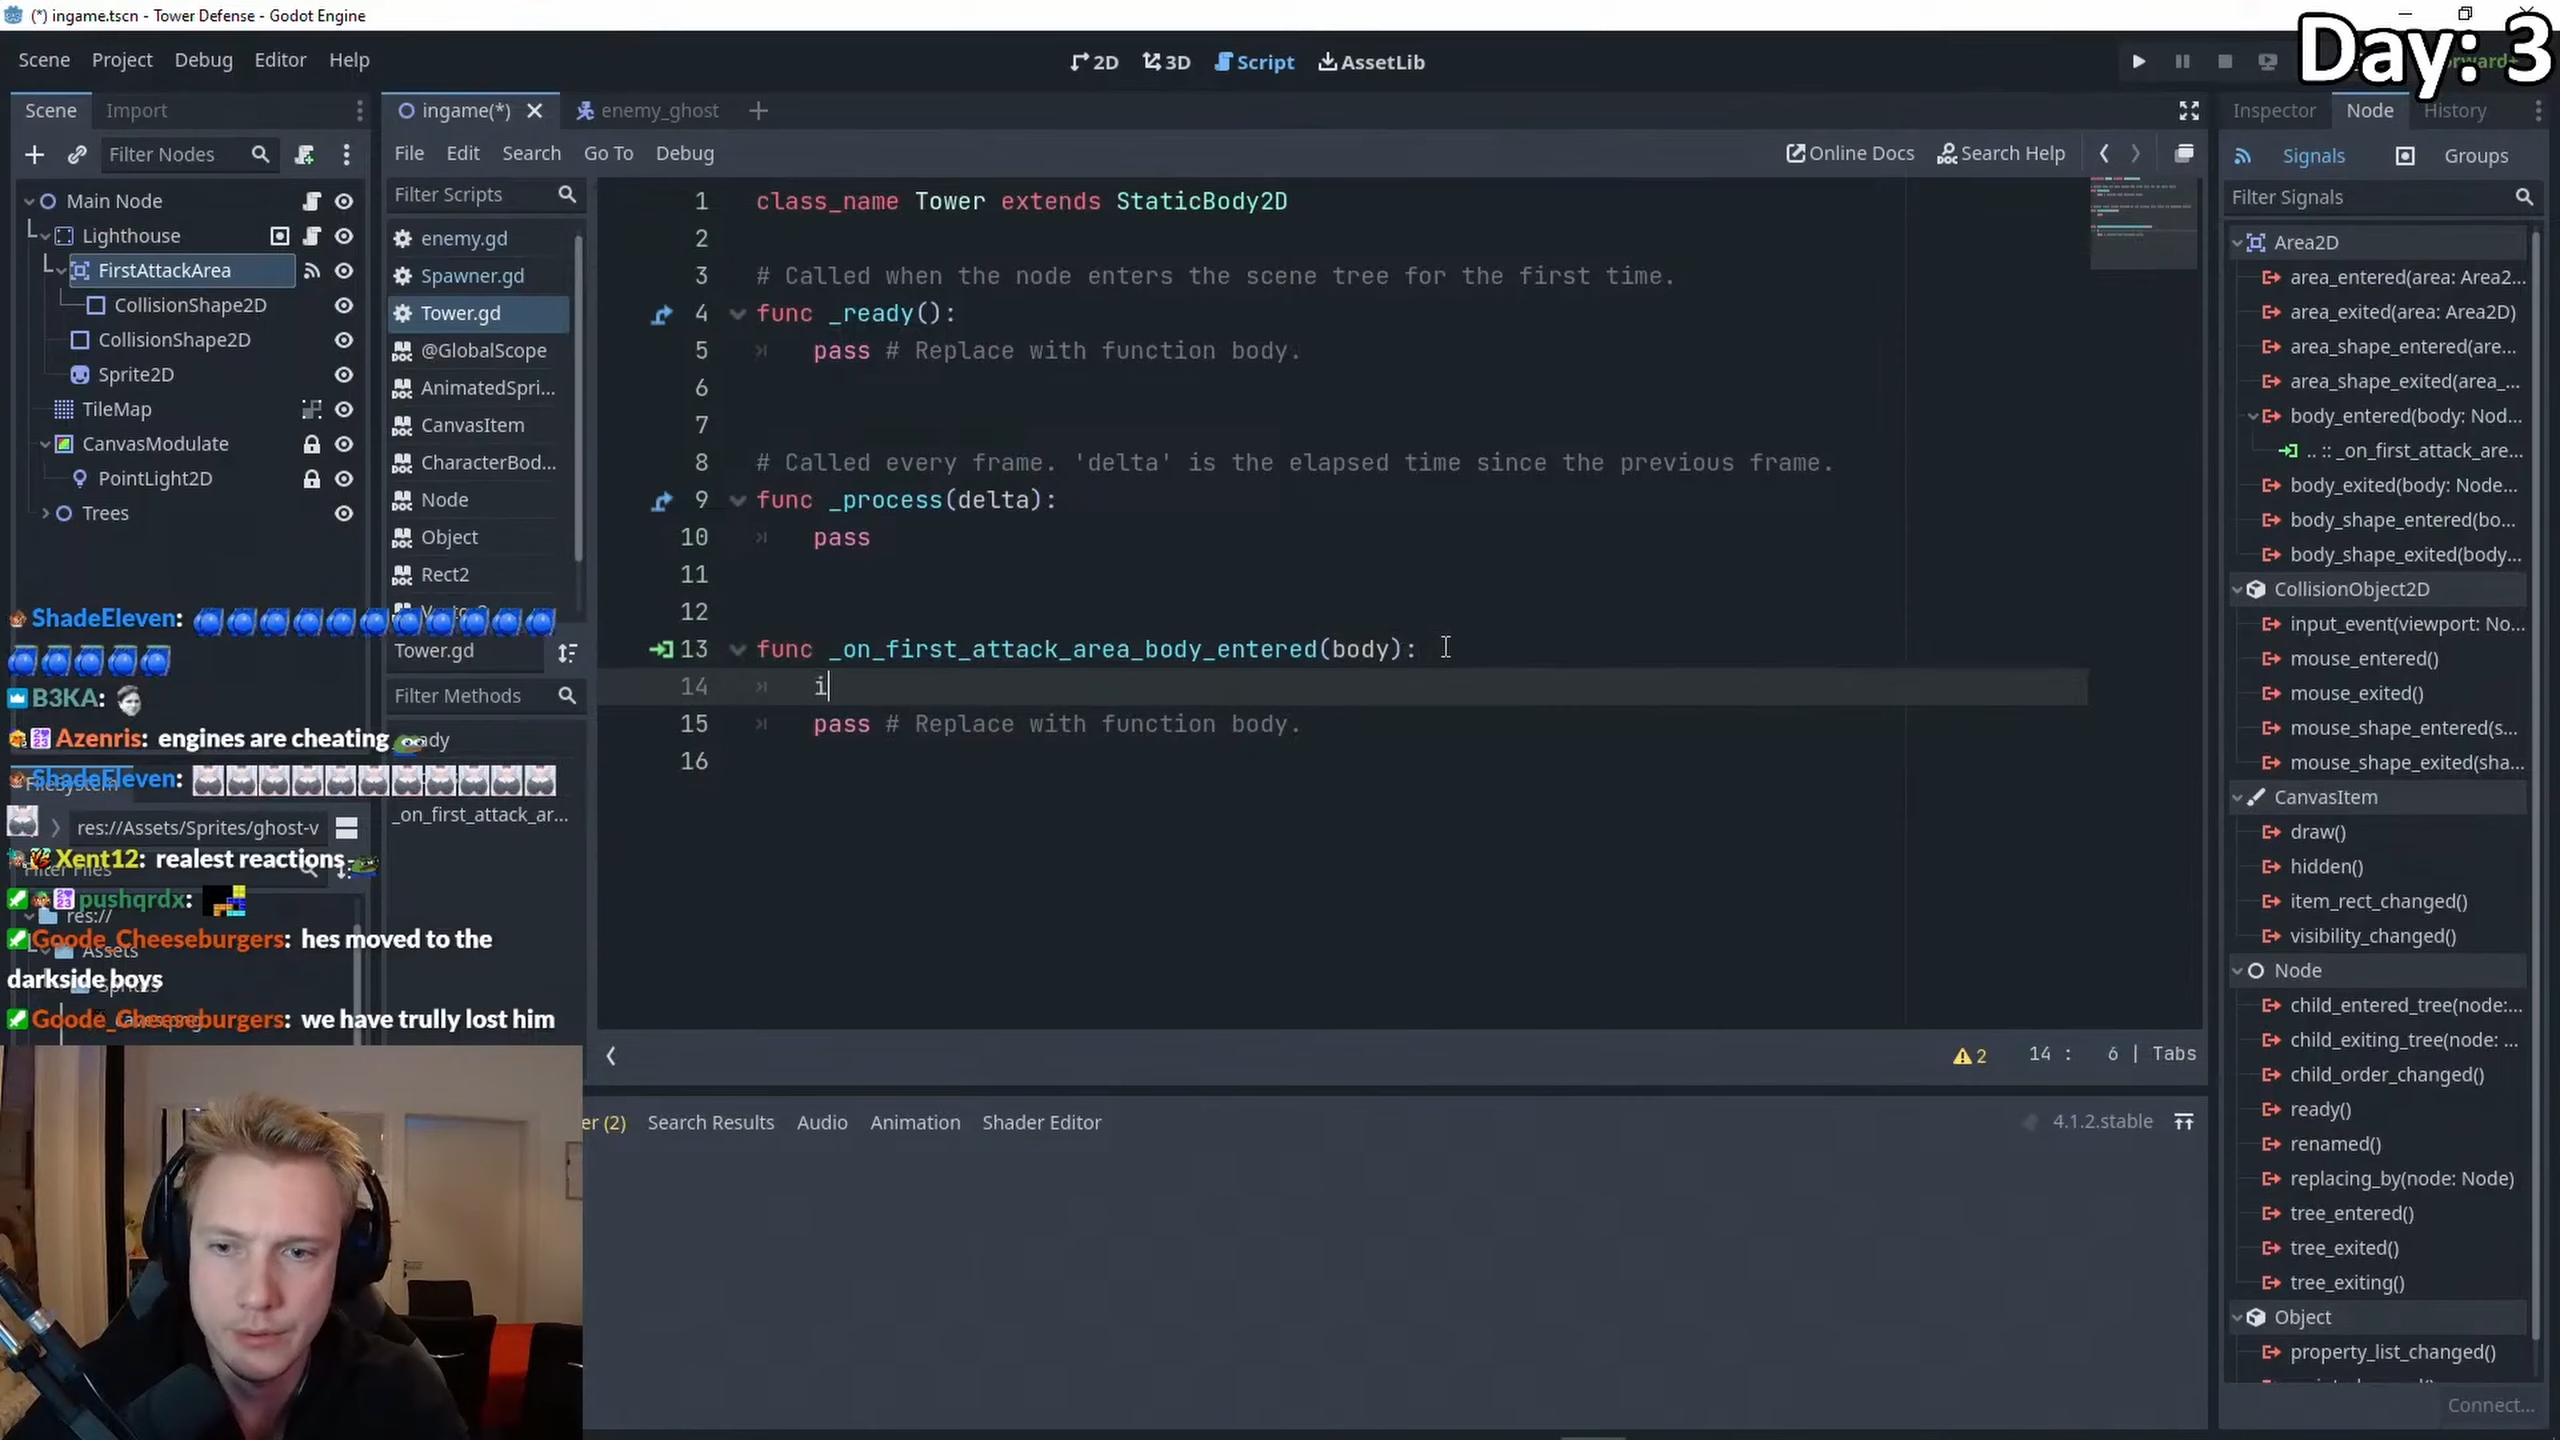 (*) ingame.tscn - Tower Defense - Godot Engine
Day: 3
Scene Project Debug Editor Help
2D 3D Script AssetLib
Scene Import
ingame(*) enemy_ghost
Inspector Node History
Filter Nodes
File Edit Search Go To Debug
Online Docs Search Help
Signals Groups
Main Node
Lighthouse
FirstAttackArea
CollisionShape2D
CollisionShape2D
Sprite2D
TileMap
CanvasModulate
PointLight2D
Trees
Filter Scripts
enemy.gd
Spawner.gd
Tower.gd
@GlobalScope
AnimatedSpri...
CanvasItem
CharacterBod...
Node
Object
Rect2
Tower.gd
Filter Methods
_on_first_attack_ar...
1 class_name Tower extends StaticBody2D
2
3 # Called when the node enters the scene tree for the first time.
4 func _ready():
5 pass # Replace with function body.
6
7
8 # Called every frame. 'delta' is the elapsed time since the previous frame.
9 func _process(delta):
10 pass
11
12
13 func _on_first_attack_area_body_entered(body):
14 i
15 pass # Replace with function body.
16
Filter Signals
Area2D
area_entered(area: Area2...
area_exited(area: Area2D)
area_shape_entered(are...
area_shape_exited(area_...
body_entered(body: Nod...
.. :: _on_first_attack_are...
body_exited(body: Node...
body_shape_entered(bo...
body_shape_exited(body...
CollisionObject2D
input_event(viewport: No...
mouse_entered()
mouse_exited()
mouse_shape_entered(s...
mouse_shape_exited(sha...
CanvasItem
draw()
hidden()
item_rect_changed()
visibility_changed()
Node
child_entered_tree(node:...
child_exiting_tree(node: ...
child_order_changed()
ready()
renamed()
replacing_by(node: Node)
tree_entered()
tree_exited()
tree_exiting()
Object
property_list_changed()
Connect...
ShadeEleven:
B3KA:
Azenris: engines are cheating
ShadeEleven:
FileSystem
res://Assets/Sprites/ghost-v
Xent12: realest reactions
Filter Files
pushqrdx:
res://
Goode_Cheeseburgers: hes moved to the
Assets
darkside boys
Sprites
Goode_Cheeseburgers: we have trully lost him
2 14 : 6 | Tabs
er (2) Search Results Audio Animation Shader Editor
4.1.2.stable